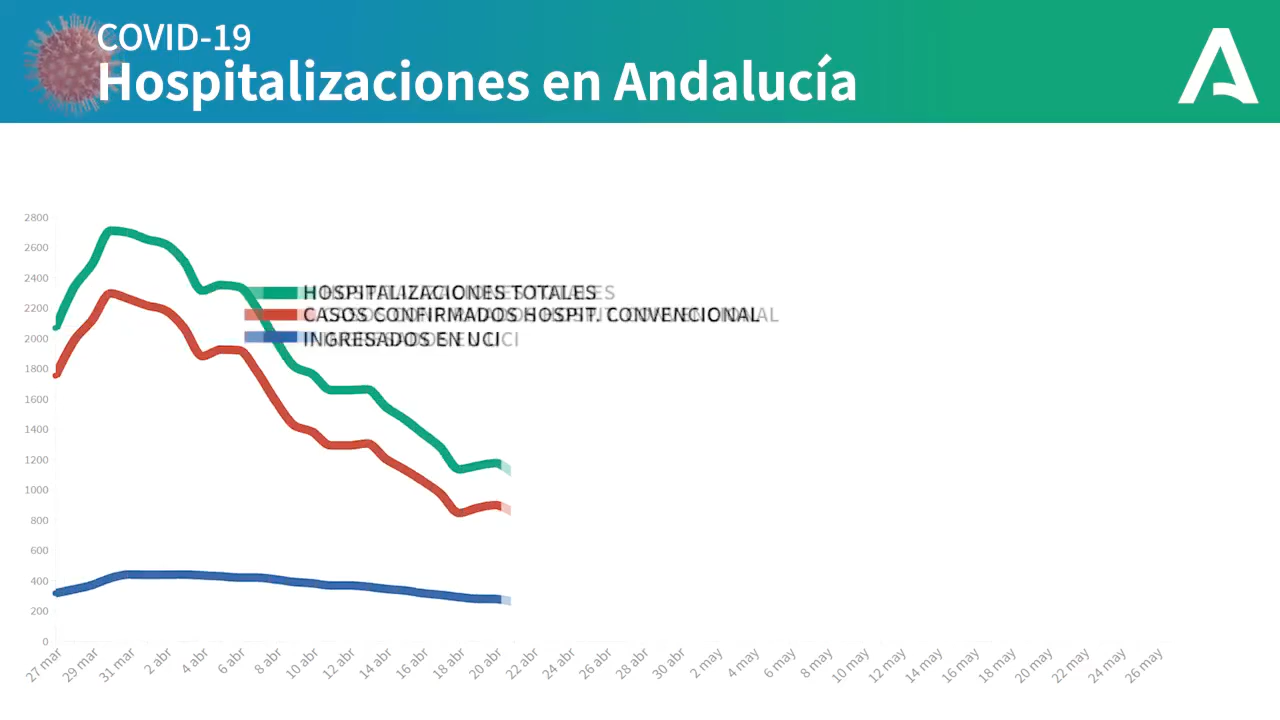 COVID-19
Hospitalizaciones en Andalucía
2800
2600
2400
2200
2000
1800
1600
1400
1200
1000
800
600
400
200
0
HOSPITALIZACIONES TOTALES
CASOS CONFIRMADOS HOSPIT. CONVENCIONAL
INGRESADOS EN UCI
27 mar
29 mar
31 mar
2 abr
4 abr
6 abr
8 abr
10 abr
12 abr
14 abr
16 abr
18 abr
20 abr
22 abr
24 abr
26 abr
28 abr
30 abr
2 may
4 may
6 may
8 may
10 may
12 may
14 may
16 may
18 may
20 may
22 may
24 may
26 may